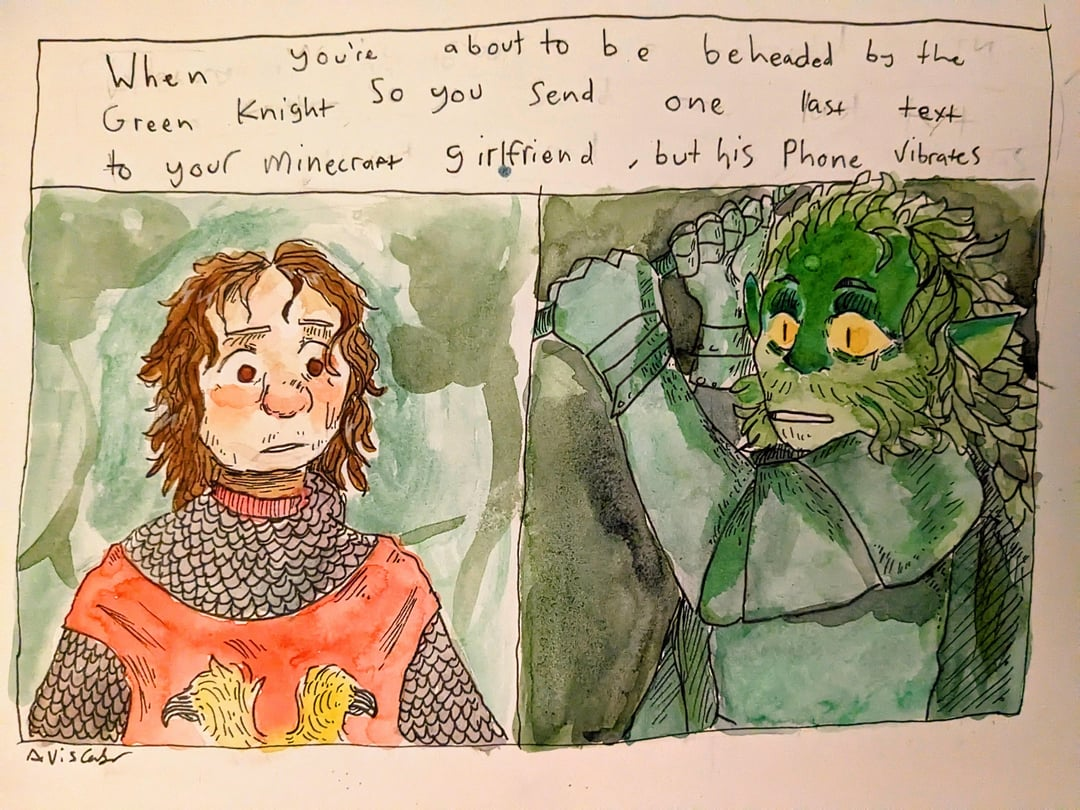 When you're about to be beheaded by the
Green Knight So you Send one last text
to your minecraft girlfriend , but his Phone Vibrates